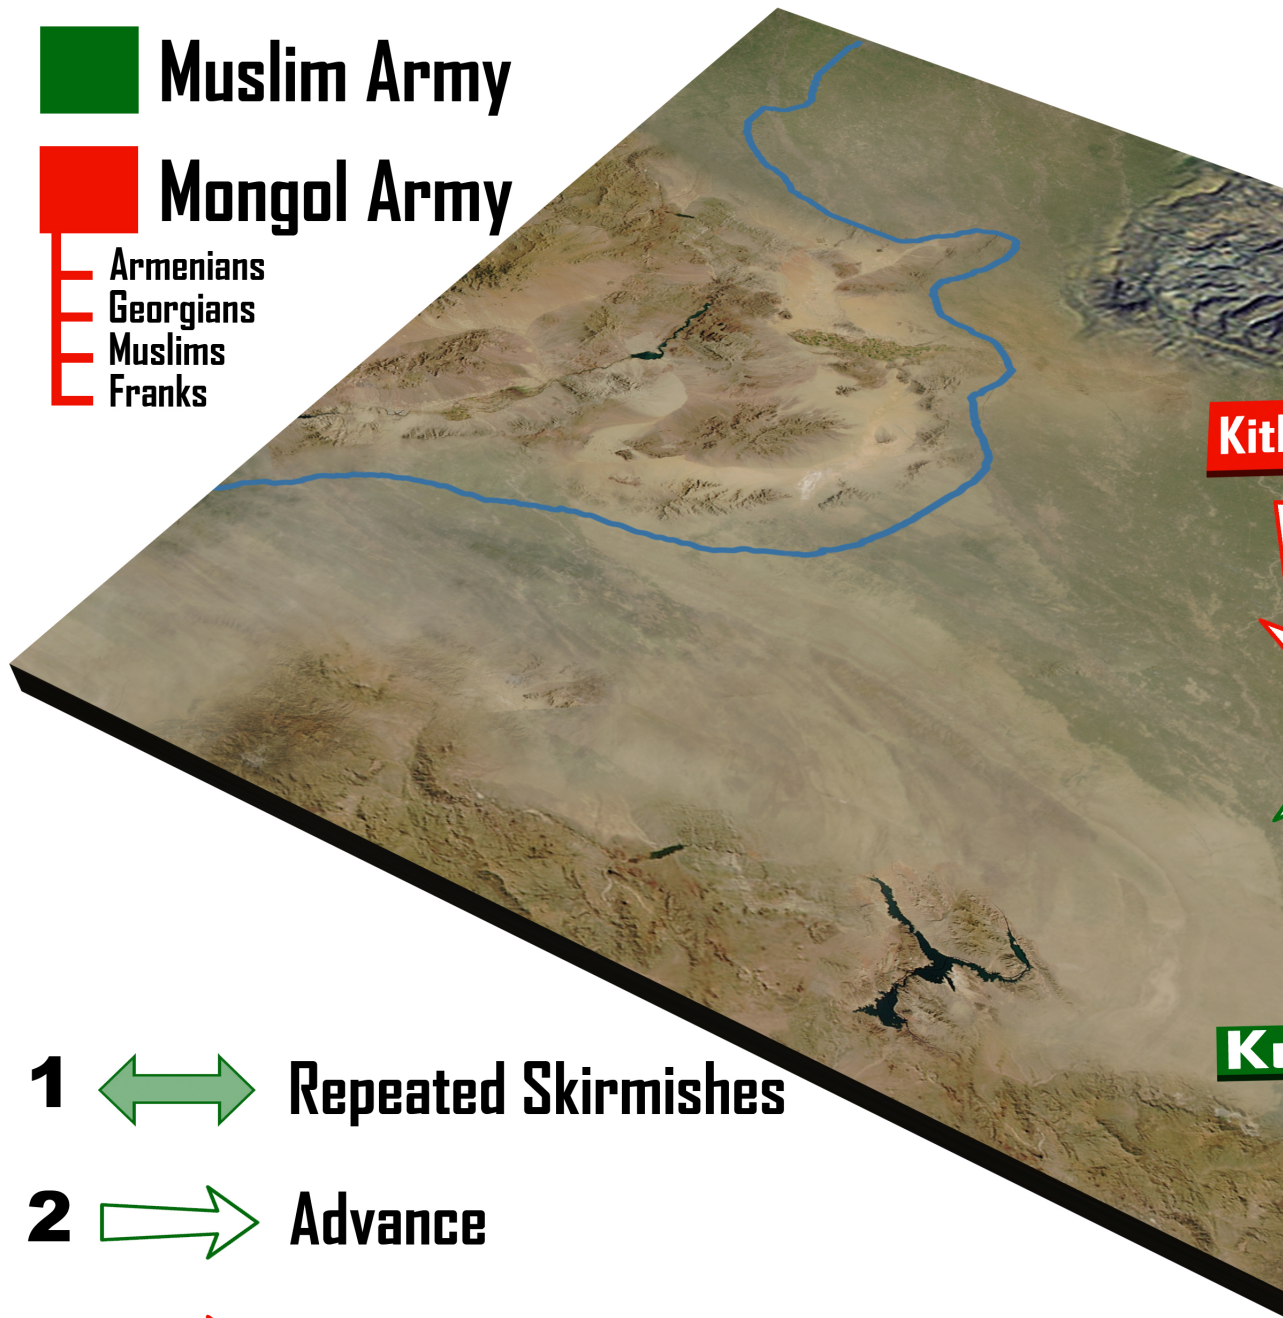 Muslim Army
Mongol Army
Armenians
Georgians
Muslims
Franks
1
Repeated Skirmishes
2
Advance